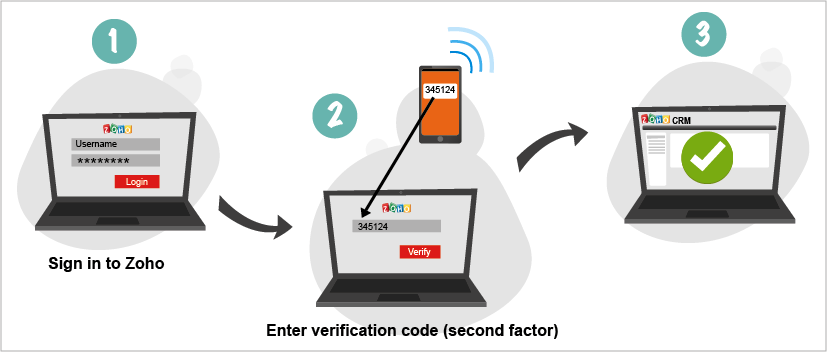 1
ZOHO
Username
********
Login
Sign in to Zoho
2
345124
ZOHO
345124
Verify
Enter verification code (second factor)
3
ZOHO CRM